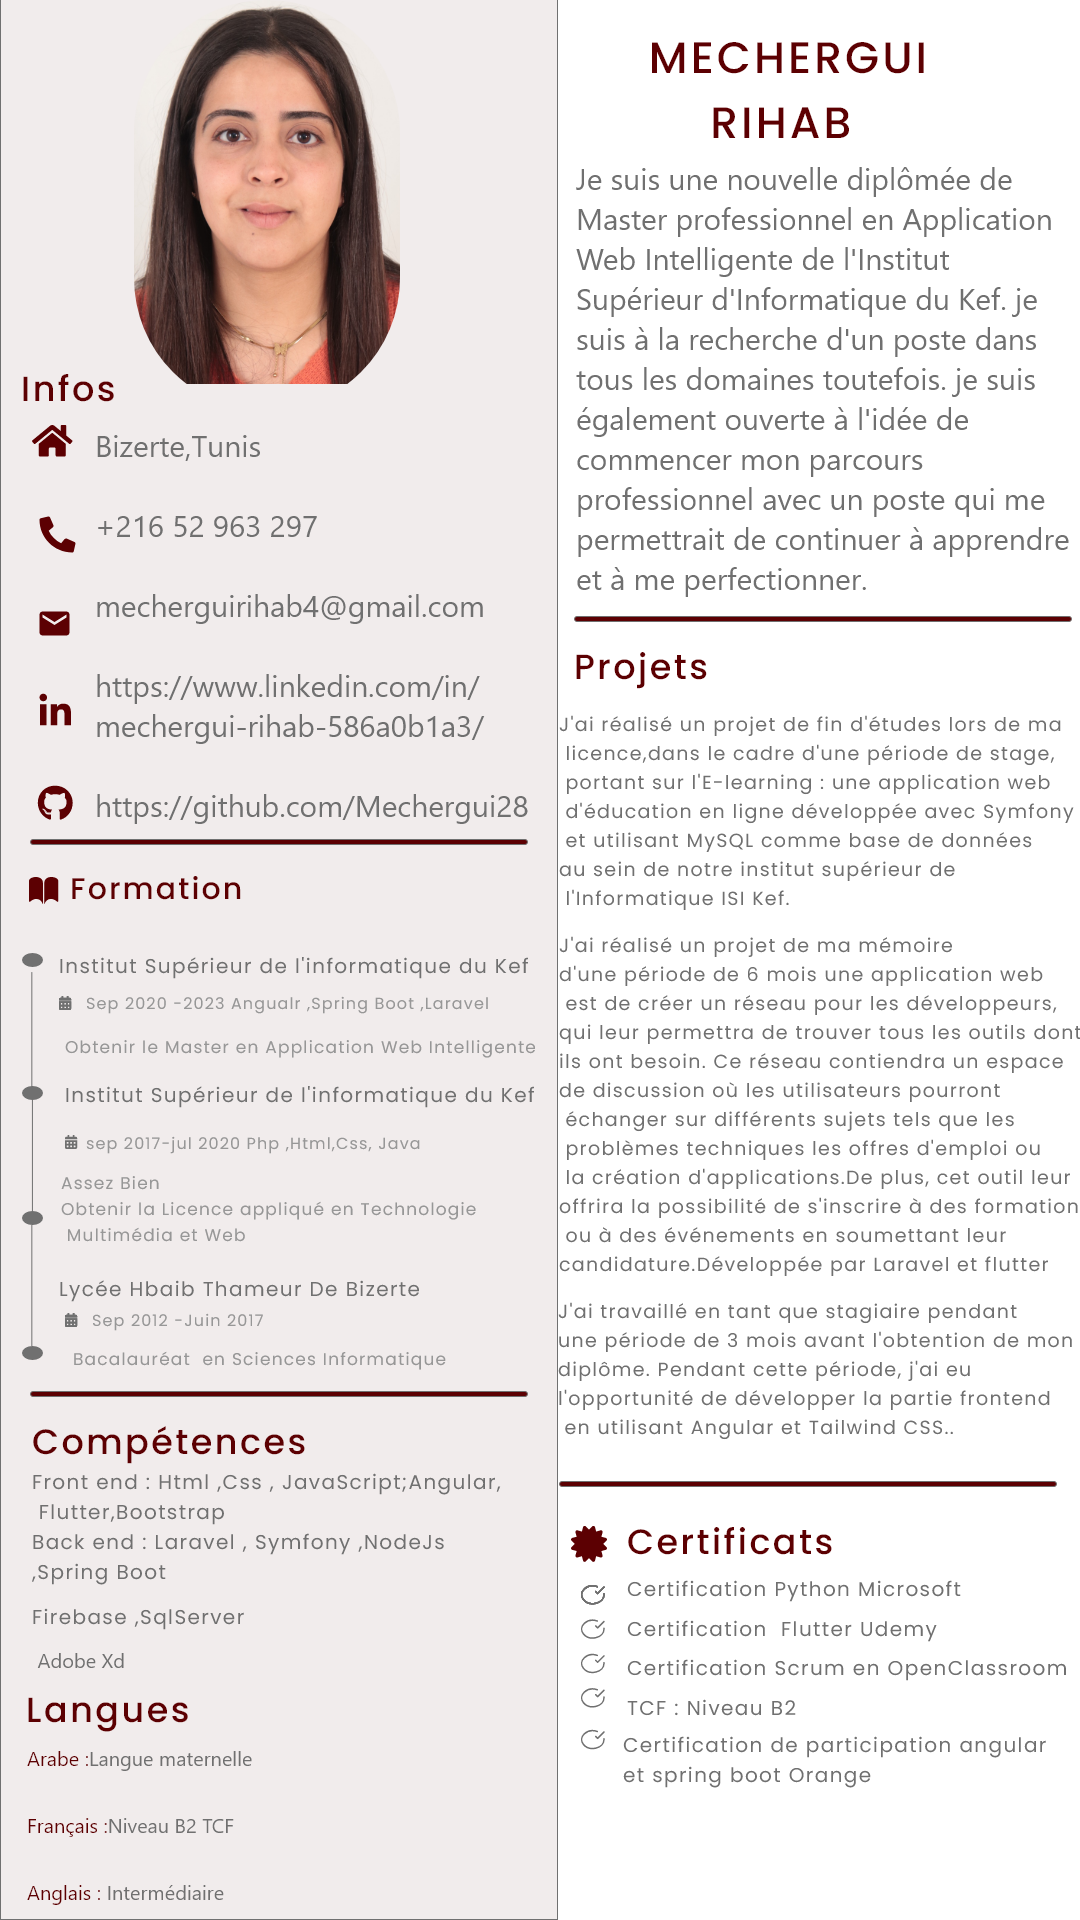 Infos
Bizerte,Tunis
+216 52 963 297
mecherguirihab4@gmail.com
https://www.linkedin.com/in/
mechergui-rihab-586a0b1a3/
https://github.com/Mechergui28
Formation
Institut Supérieur de l'informatique du Kef
Sep 2020 -2023 Angualr ,Spring Boot ,Laravel
Obtenir le Master en Application Web Intelligente
Institut Supérieur de l'informatique du Kef
sep 2017-jul 2020 Php ,Html,Css, Java
Assez Bien
Obtenir la Licence appliqué en Technologie
Multimédia et Web
Lycée Hbaib Thameur De Bizerte
Sep 2012 -Juin 2017
Bacalauréat  en Sciences Informatique
Compétences
Front end : Html ,Css , JavaScript;Angular,
Flutter,Bootstrap
Back end : Laravel , Symfony ,NodeJs
,Spring Boot
Firebase ,SqlServer
Adobe Xd
Langues
Arabe :Langue maternelle
Français :Niveau B2 TCF
Anglais : Intermédiaire
MECHERGUI
RIHAB
Je suis une nouvelle diplômée de
Master professionnel en Application
Web Intelligente de l'Institut
Supérieur d'Informatique du Kef. je
suis à la recherche d'un poste dans
tous les domaines toutefois. je suis
également ouverte à l'idée de
commencer mon parcours
professionnel avec un poste qui me
permettrait de continuer à apprendre
et à me perfectionner.
Projets
J'ai réalisé un projet de fin d'études lors de ma
licence,dans le cadre d'une période de stage,
portant sur l'E-learning : une application web
d'éducation en ligne développée avec Symfony
et utilisant MySQL comme base de données
au sein de notre institut supérieur de
l'Informatique ISI Kef.
J'ai réalisé un projet de ma mémoire
d'une période de 6 mois une application web
est de créer un réseau pour les développeurs,
qui leur permettra de trouver tous les outils dont
ils ont besoin. Ce réseau contiendra un espace
de discussion où les utilisateurs pourront
échanger sur différents sujets tels que les
problèmes techniques les offres d'emploi ou
la création d'applications.De plus, cet outil leur
offrira la possibilité de s'inscrire à des formation
ou à des événements en soumettant leur
candidature.Développée par Laravel et flutter
J'ai travaillé en tant que stagiaire pendant
une période de 3 mois avant l'obtention de mon
diplôme. Pendant cette période, j'ai eu
l'opportunité de développer la partie frontend
en utilisant Angular et Tailwind CSS..
Certificats
Certification Python Microsoft
Certification  Flutter Udemy
Certification Scrum en OpenClassroom
TCF : Niveau B2
Certification de participation angular
et spring boot Orange